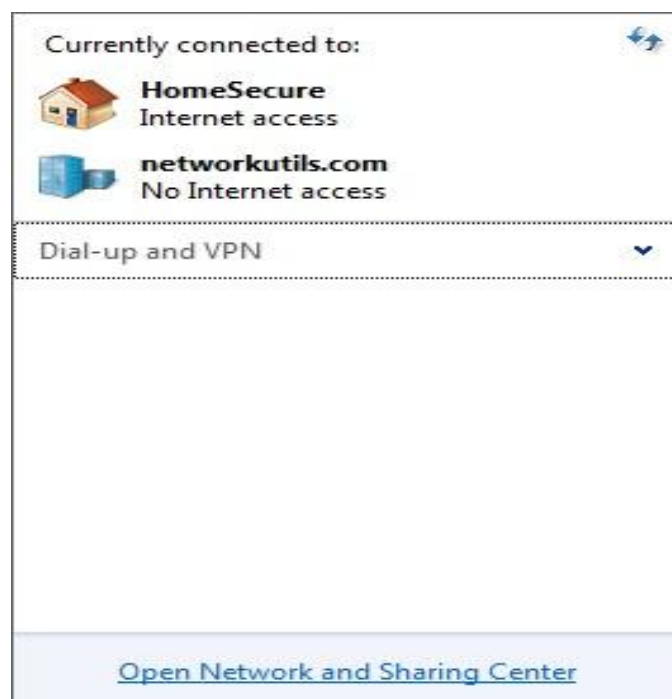 Currently connected to:
HomeSecure
Internet access
networkutils.com
No Internet access
Dial-up and VPN
Open Network and Sharing Center